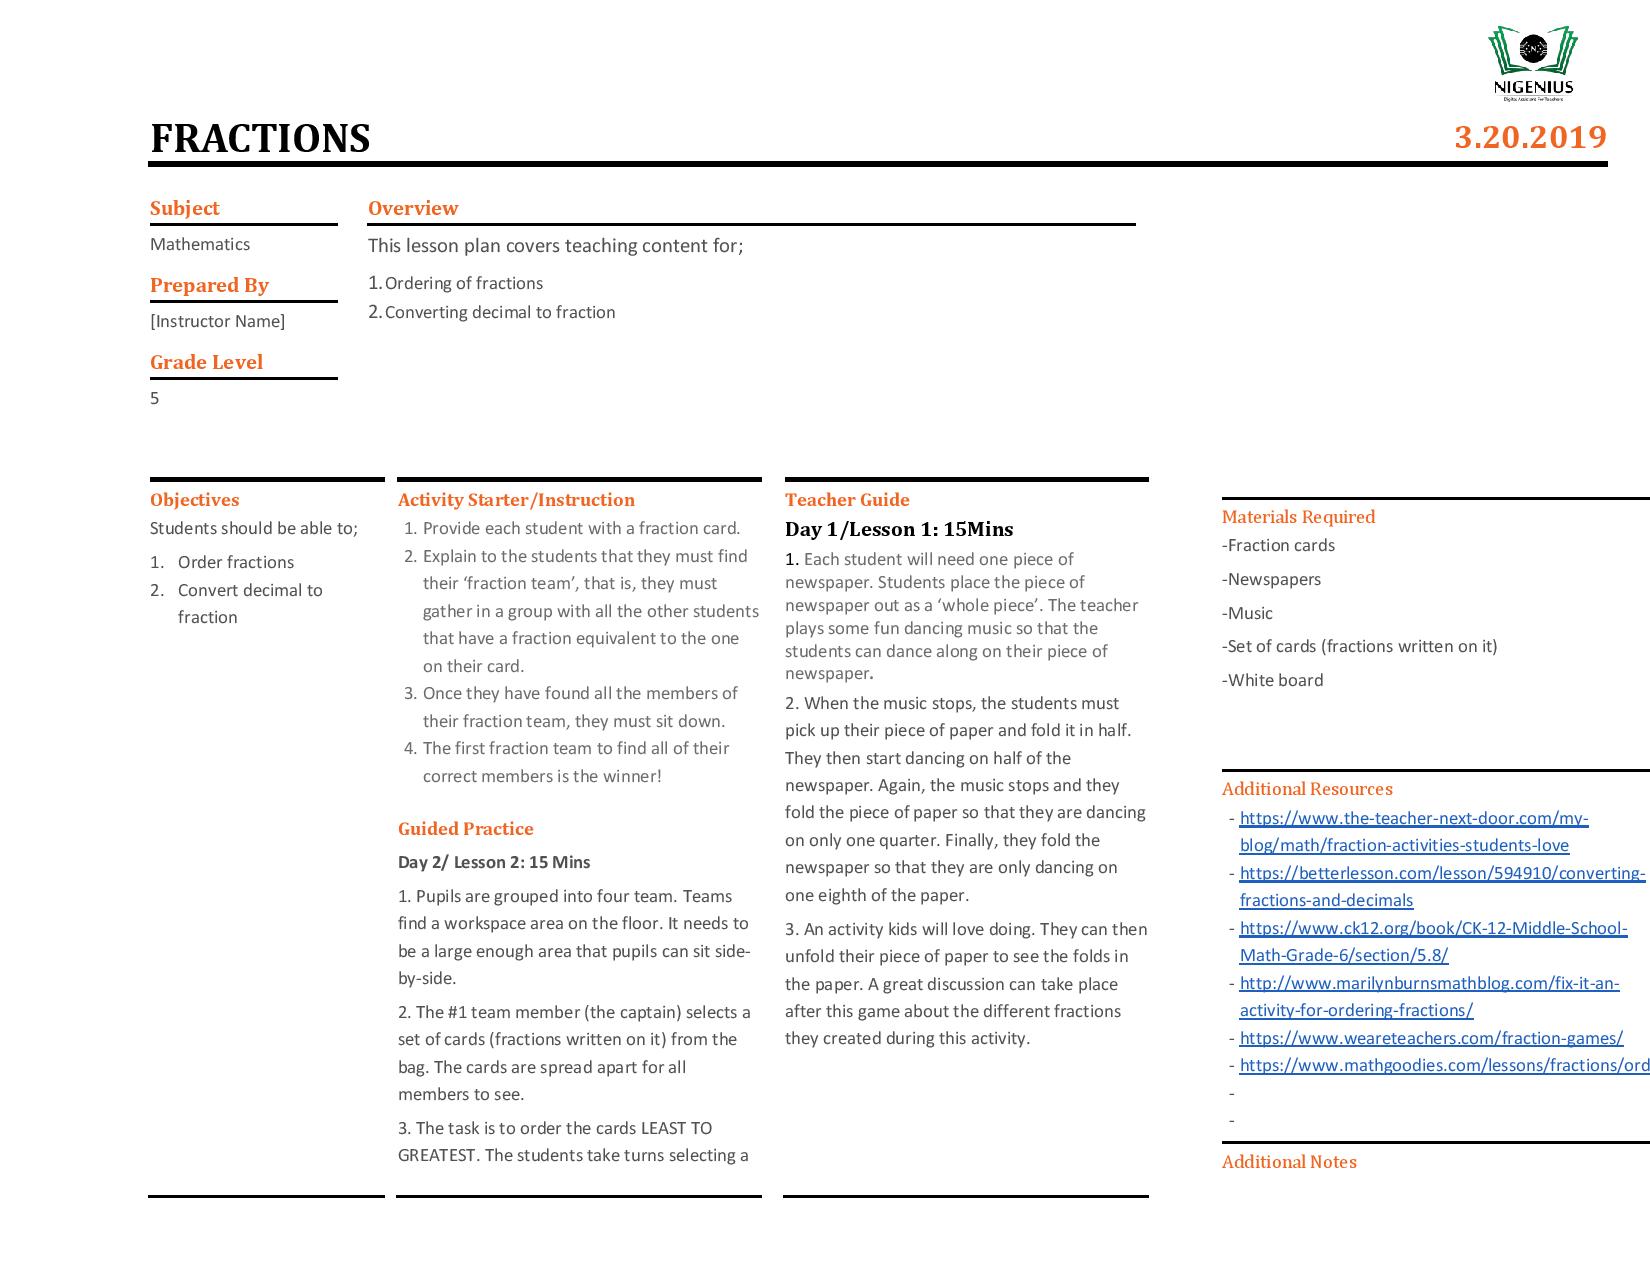 NIGENIUS
Digital Assistant For Teachers
FRACTIONS
3.20.2019
Subject
Mathematics
Prepared By
[Instructor Name]
Grade Level
5
Overview
This lesson plan covers teaching content for;
1. Ordering of fractions
2. Converting decimal to fraction
Objectives
Students should be able to;
1. Order fractions
2. Convert decimal to
fraction
Activity Starter/Instruction
1. Provide each student with a fraction card.
2. Explain to the students that they must find
their ‘fraction team’, that is, they must
gather in a group with all the other students
that have a fraction equivalent to the one
on their card.
3. Once they have found all the members of
their fraction team, they must sit down.
4. The first fraction team to find all of their
correct members is the winner!
Guided Practice
Day 2/ Lesson 2: 15 Mins
1. Pupils are grouped into four team. Teams
find a workspace area on the floor. It needs to
be a large enough area that pupils can sit side-
by-side.
2. The #1 team member (the captain) selects a
set of cards (fractions written on it) from the
bag. The cards are spread apart for all
members to see.
3. The task is to order the cards LEAST TO
GREATEST. The students take turns selecting a
Teacher Guide
Day 1/Lesson 1: 15Mins
1. Each student will need one piece of
newspaper. Students place the piece of
newspaper out as a ‘whole piece’. The teacher
plays some fun dancing music so that the
students can dance along on their piece of
newspaper.
2. When the music stops, the students must
pick up their piece of paper and fold it in half.
They then start dancing on half of the
newspaper. Again, the music stops and they
fold the piece of paper so that they are dancing
on only one quarter. Finally, they fold the
newspaper so that they are only dancing on
one eighth of the paper.
3. An activity kids will love doing. They can then
unfold their piece of paper to see the folds in
the paper. A great discussion can take place
after this game about the different fractions
they created during this activity.
Materials Required
-Fraction cards
-Newspapers
-Music
-Set of cards (fractions written on it)
-White board
Additional Resources
- https://www.the-teacher-next-door.com/my-
blog/math/fraction-activities-students-love
- https://betterlesson.com/lesson/594910/converting-
fractions-and-decimals
- https://www.ck12.org/book/CK-12-Middle-School-
Math-Grade-6/section/5.8/
- http://www.marilynburnsmathblog.com/fix-it-an-
activity-for-ordering-fractions/
- https://www.weareteachers.com/fraction-games/
- https://www.mathgoodies.com/lessons/fractions/ord
-
-
Additional Notes